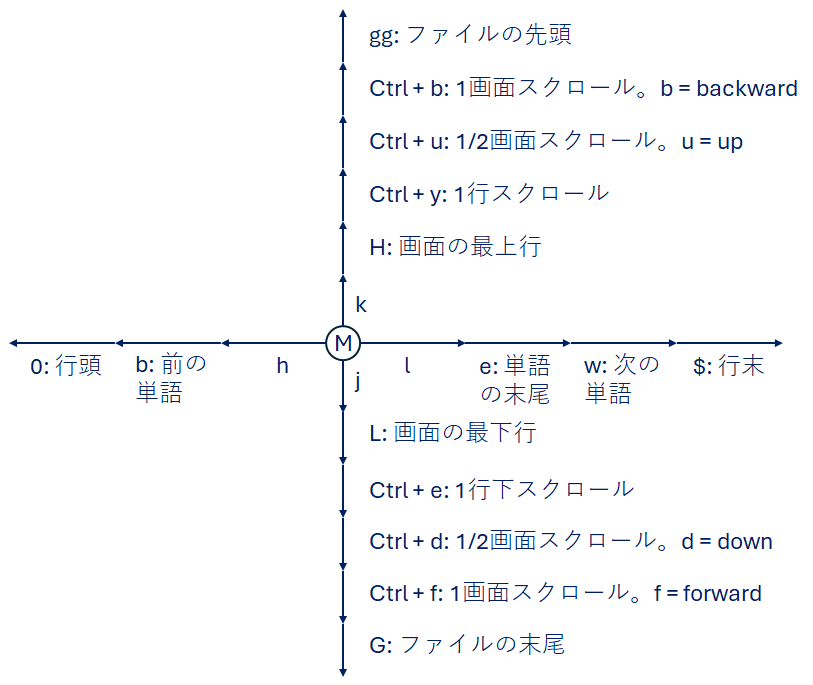 gg: ファイルの先頭
Ctrl + b: 1画面スクロール。b = backward
Ctrl + u: 1/2画面スクロール。u = up
Ctrl + y: 1行スクロール
H: 画面の最上行
k
M
0: 行頭
b: 前の
単語
h
l
e: 単語
の末尾
w: 次の
単語
$: 行末
j
L: 画面の最下行
Ctrl + e: 1行下スクロール
Ctrl + d: 1/2画面スクロール。d = down
Ctrl + f: 1画面スクロール。f = forward
G: ファイルの末尾